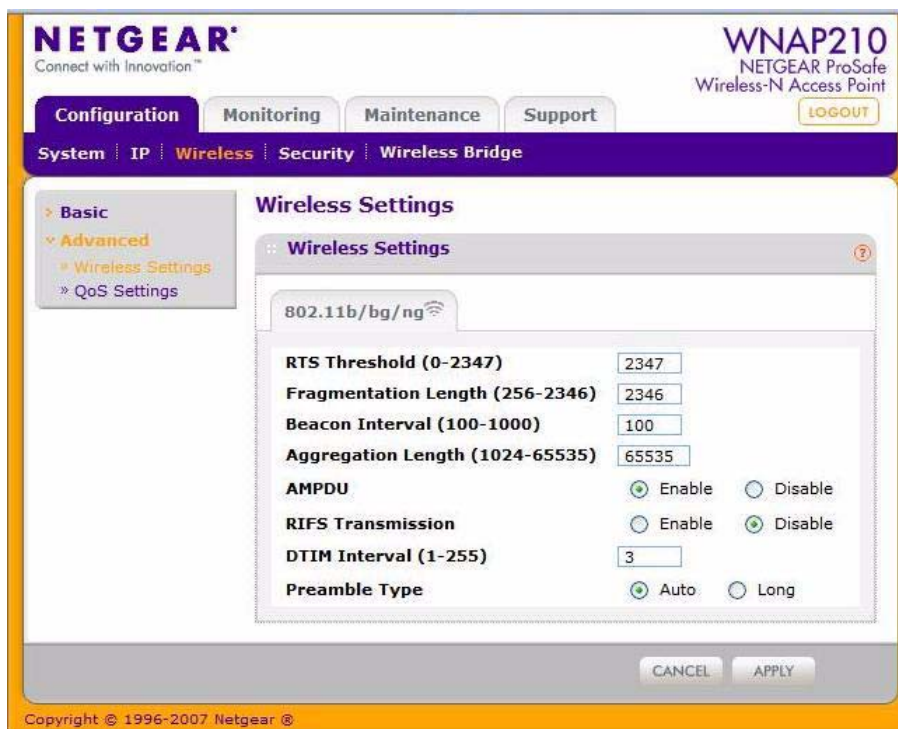 NETGEAR®
Connect with Innovation™
WNAP210
NETGEAR ProSafe
Wireless-N Access Point
Configuration Monitoring Maintenance Support
LOGOUT
System IP Wireless Security Wireless Bridge
Basic
Advanced
Wireless Settings
» QoS Settings
Wireless Settings
Wireless Settings
?
802.11b/bg/ng
RTS Threshold (0-2347) 2347
Fragmentation Length (256-2346) 2346
Beacon Interval (100-1000) 100
Aggregation Length (1024-65535) 65535
AMPDU Enable Disable
RIFS Transmission Enable Disable
DTIM Interval (1-255) 3
Preamble Type Auto Long
CANCEL APPLY
Copyright © 1996-2007 Netgear ®